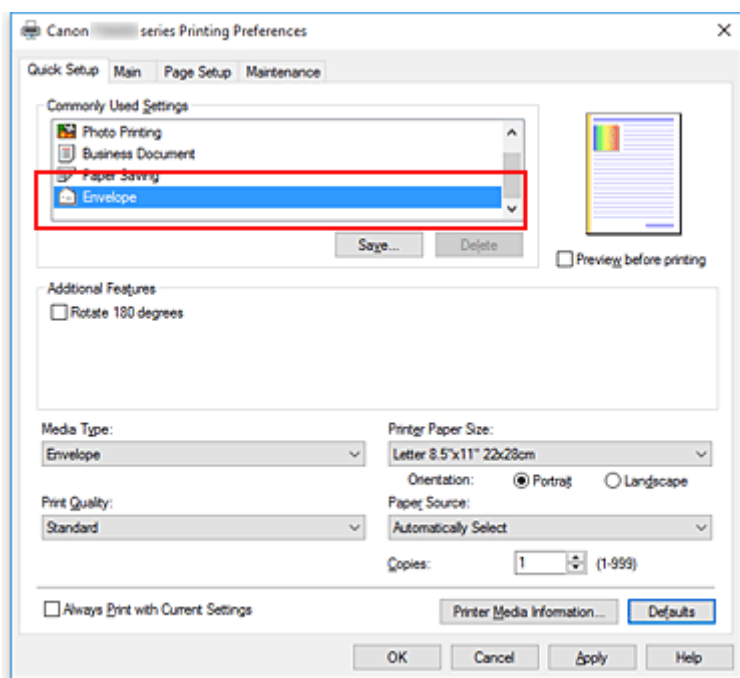 Canon series Printing Preferences
Quick Setup Main Page Setup Maintenance
Commonly Used Settings
Photo Printing
Business Document
Paper Saving
Envelope
Save... Delete
Preview before printing
Additional Features
Rotate 180 degrees
Media Type: Printer Paper Size:
Envelope Letter 8.5"x11" 22x28cm
Orientation: Portrait Landscape
Print Quality: Paper Source:
Standard Automatically Select
Copies: 1 (1-999)
Always Print with Current Settings Printer Media Information... Defaults
OK Cancel Apply Help